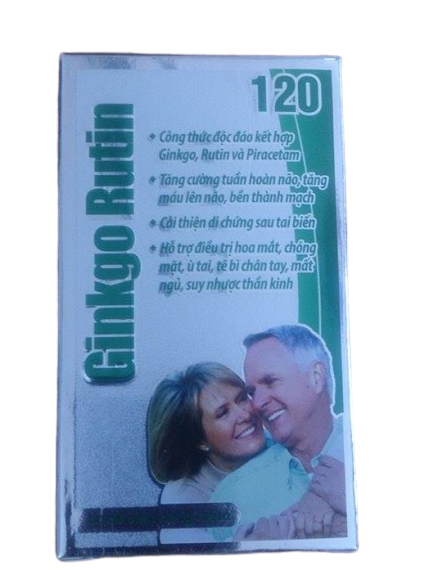 120
Ginkgo Rutin
Công thức độc đáo kết hợp
Ginkgo, Rutin và Piracetam
Tăng cường tuần hoàn não, tăng
máu lên não, bền thành mạch
Cải thiện di chứng sau tai biến
Hỗ trợ điều trị hoa mắt, chóng
mặt, ù tai, tê bì chân tay, mất
ngủ, suy nhược thần kinh